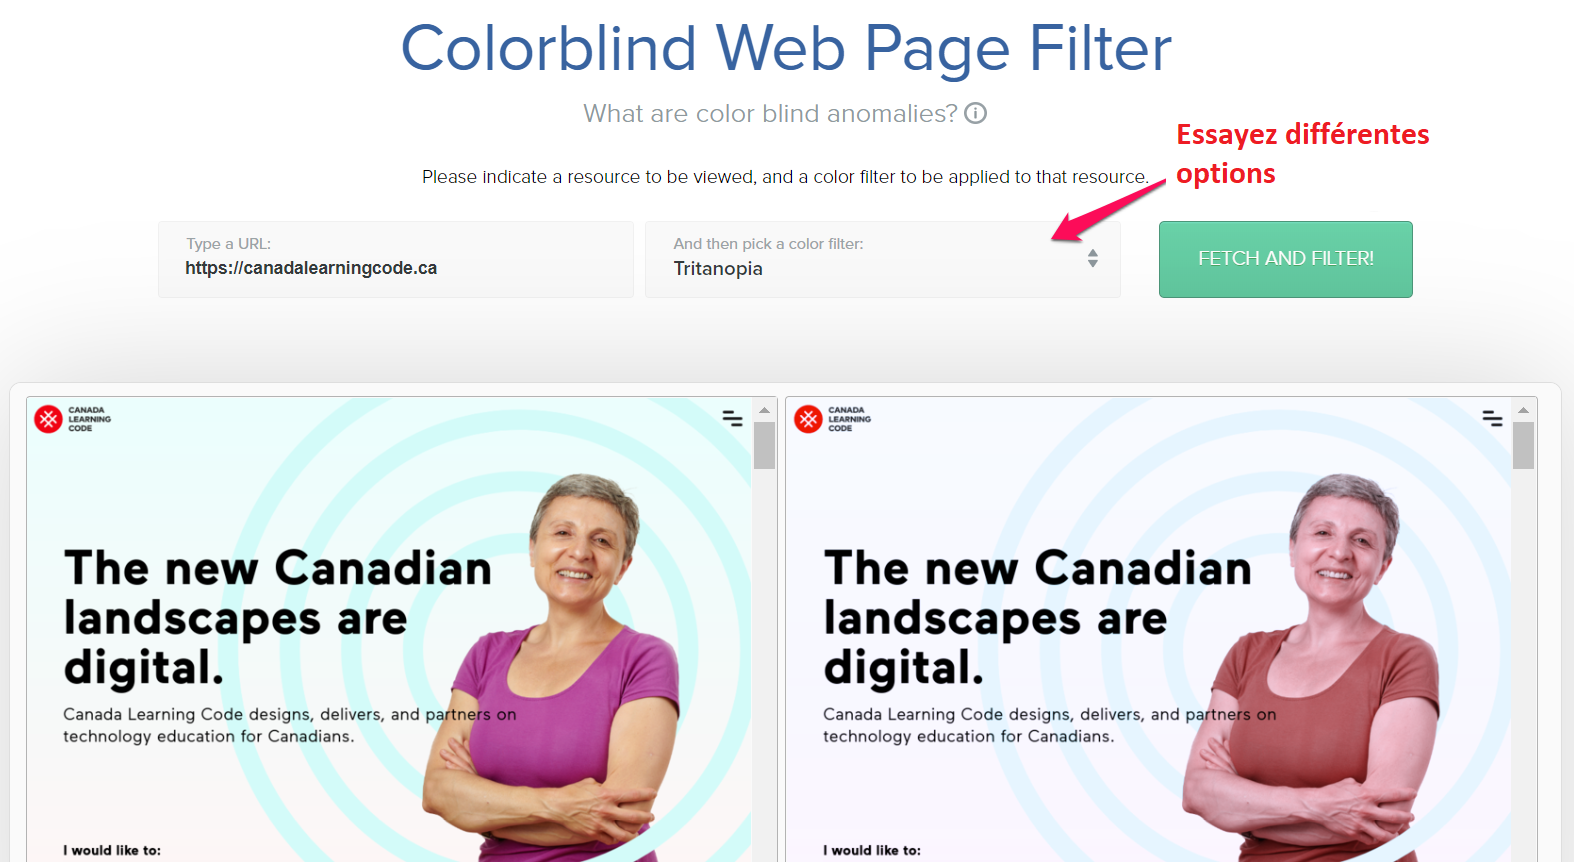 Colorblind Web Page Filter
What are color blind anomalies?
Essayez différentes
options
Please indicate a resource to be viewed, and a color filter to be applied to that resource.
Type a URL:
https://canadalearningcode.ca
And then pick a color filter:
Tritanopia
FETCH AND FILTER!
CANADA
LEARNING
CODE
The new Canadian
landscapes are
digital.
Canada Learning Code designs, delivers, and partners on
technology education for Canadians.
I would like to:
CANADA
LEARNING
CODE
The new Canadian
landscapes are
digital.
Canada Learning Code designs, delivers, and partners on
technology education for Canadians.
I would like to: